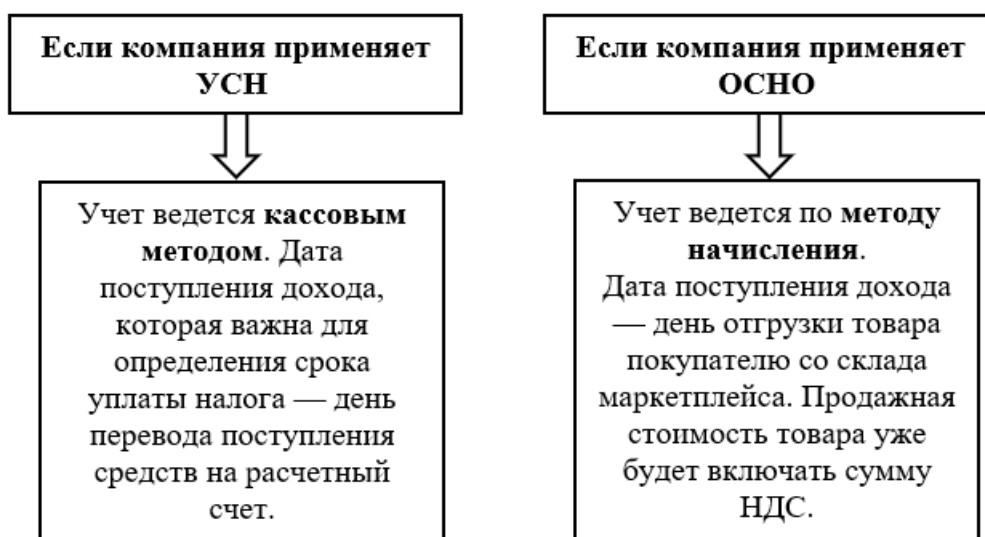 Если компания применяет
УСН
Учет ведется кассовым
методом. Дата
поступления дохода,
которая важна для
определения срока
уплаты налога — день
перевода поступления
средств на расчетный
счет.
Если компания применяет
ОСНО
Учет ведется по методу
начисления.
Дата поступления дохода
— день отгрузки товара
покупателю со склада
маркетплейса. Продажная
стоимость товара уже
будет включать сумму
НДС.